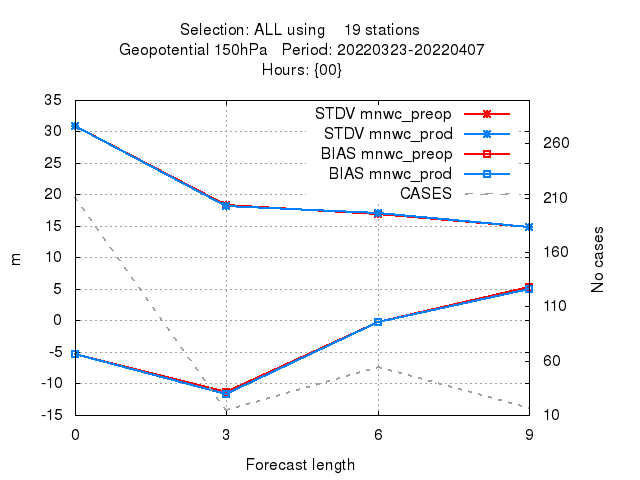 Selection: ALL using 19 stations
Geopotential 150hPa Period: 20220323-20220407
Hours: {00}
STDV mnwc_preop
STDV mnwc_prod
BIAS mnwc_preop
BIAS mnwc_prod
CASES
35
30
25
20
15
10
5
0
-5
-10
-15
m
260
210
160
110
60
10
No cases
0 3 6 9
Forecast length